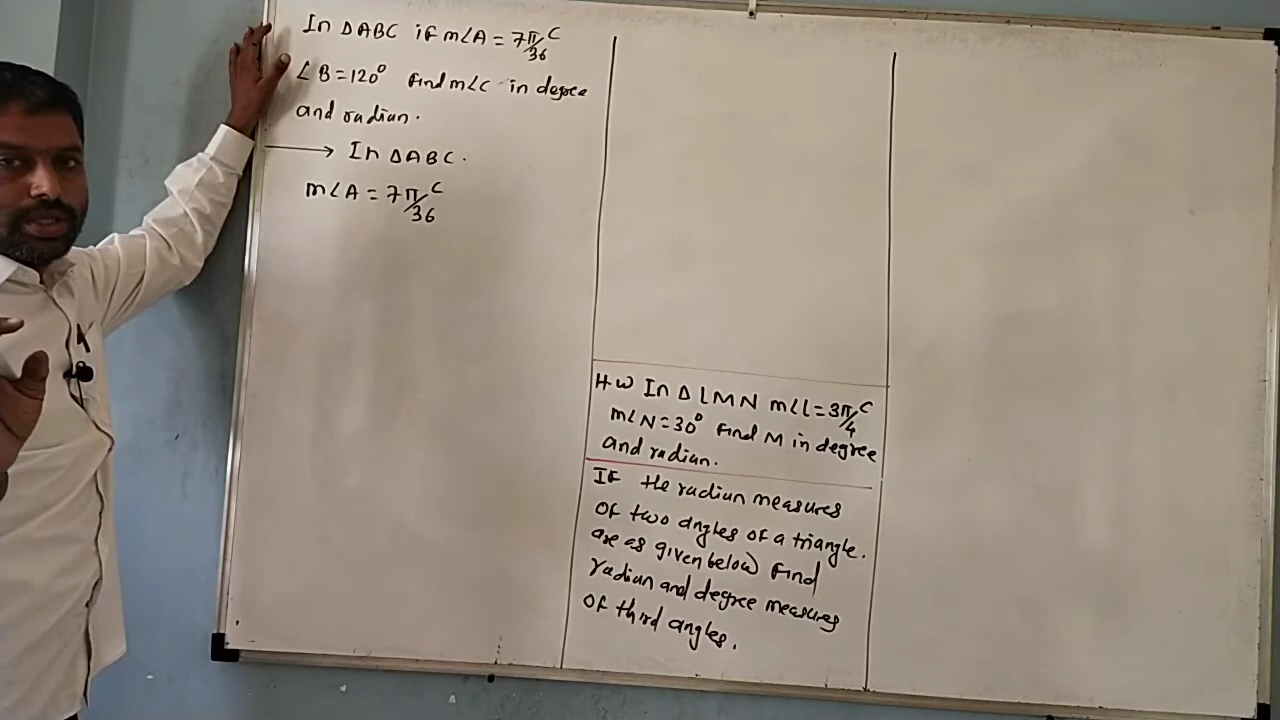 In ΔABC if m∠A = 7π/36 ᶜ
∠B = 120° Find m∠C in degree
and radian.
→ In ΔABC.
m∠A = 7π/36 ᶜ
H.W In Δ LMN m∠L = 3π/4 ᶜ
m∠N = 30° Find M in degree
and radian.
If the radian measures
of two angles of a triangle.
are as given below Find
radian and degree measures
of third angles.